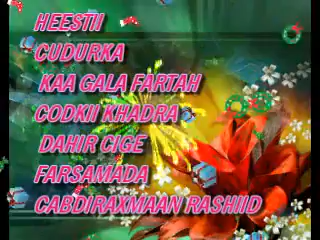 HEESTII
CUDURKA
KAA GALA FARTAH
CODKII KHADRA
DAHIR CIGE
FARSAMADA
CABDIRAXMAAN RASHIID